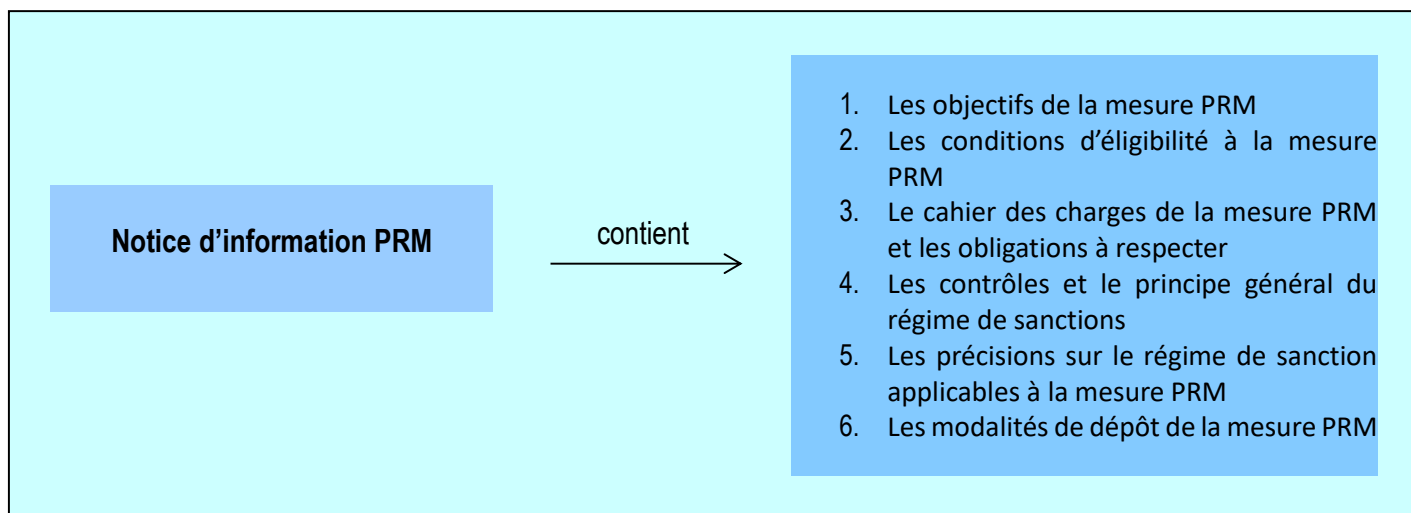 Notice d’information PRM
contient
1. Les objectifs de la mesure PRM
2. Les conditions d’éligibilité à la mesure
PRM
3. Le cahier des charges de la mesure PRM
et les obligations à respecter
4. Les contrôles et le principe général du
régime de sanctions
5. Les précisions sur le régime de sanction
applicables à la mesure PRM
6. Les modalités de dépôt de la mesure PRM